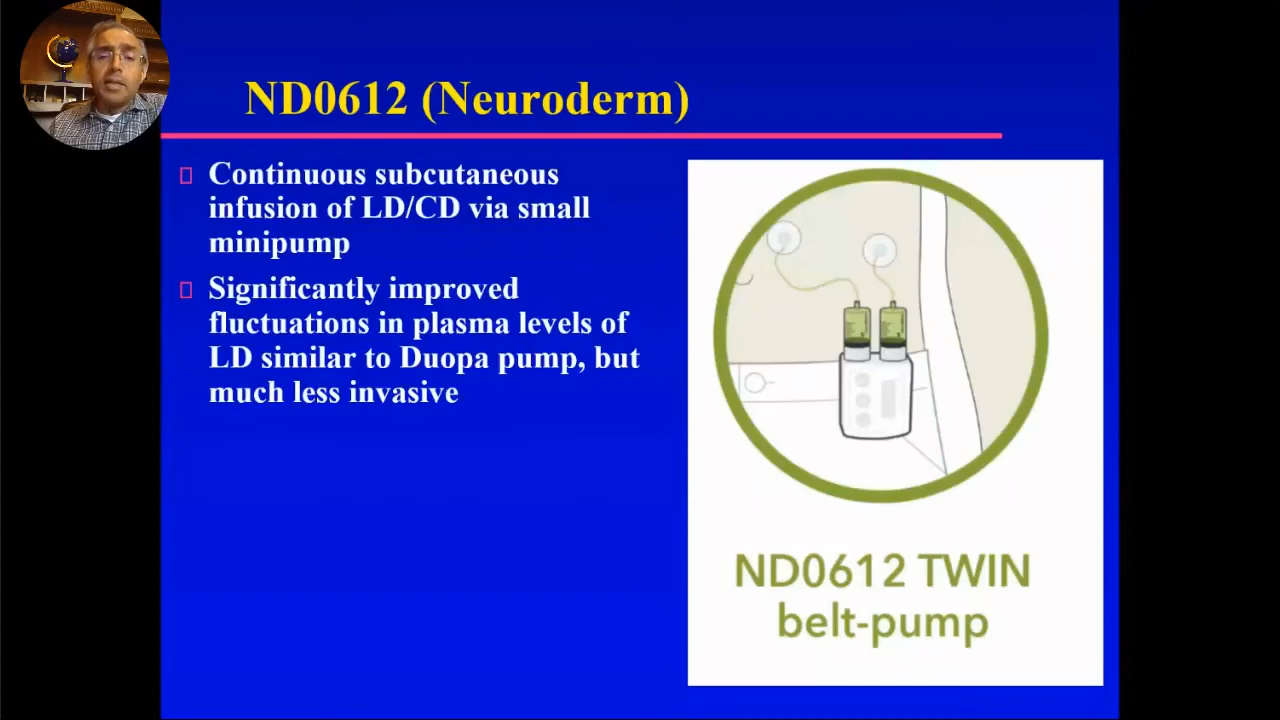 ND0612 (Neuroderm)
Continuous subcutaneous
infusion of LD/CD via small
minipump
Significantly improved
fluctuations in plasma levels of
LD similar to Duopa pump, but
much less invasive
ND0612 TWIN
belt-pump